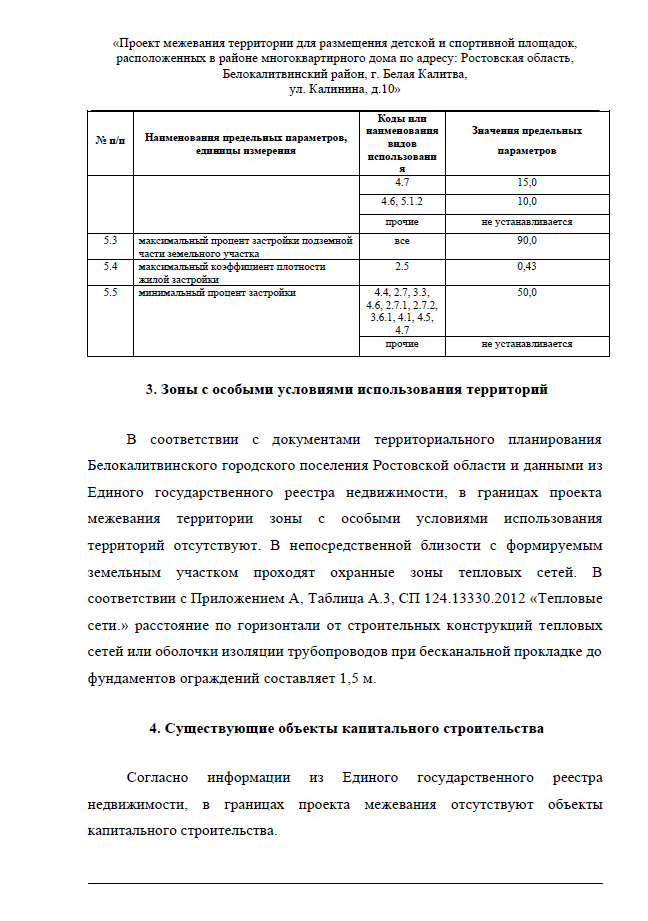 «Проект межевания территории для размещения детской и спортивной площадок,
расположенных в районе многоквартирного дома по адресу: Ростовская область,
Белокалитвинский район, г. Белая Калитва,
ул. Калинина, д.10»
№ п/п
Наименования предельных параметров,
единицы измерения
Коды или
наименования
видов
использовани
я
Значения предельных
параметров
4.7
15,0
4.6, 5.1.2
10,0
прочие
не устанавливается
5.3
максимальный процент застройки подземной
части земельного участка
все
90,0
5.4
максимальный коэффициент плотности
жилой застройки
2.5
0,43
5.5
минимальный процент застройки
4.4, 2.7, 3.3,
4.6, 2.7.1, 2.7.2,
3.6.1, 4.1, 4.5,
4.7
50,0
прочие
не устанавливается
3. Зоны с особыми условиями использования территорий
В соответствии с документами территориального планирования
Белокалитвинского городского поселения Ростовской области и данными из
Единого государственного реестра недвижимости, в границах проекта
межевания территории зоны с особыми условиями использования
территорий отсутствуют. В непосредственной близости с формируемым
земельным участком проходят охранные зоны тепловых сетей. В
соответствии с Приложением А, Таблица А.3, СП 124.13330.2012 «Тепловые
сети.» расстояние по горизонтали от строительных конструкций тепловых
сетей или оболочки изоляции трубопроводов при бесканальной прокладке до
фундаментов ограждений составляет 1,5 м.
4. Существующие объекты капитального строительства
Согласно информации из Единого государственного реестра
недвижимости, в границах проекта межевания отсутствуют объекты
капитального строительства.